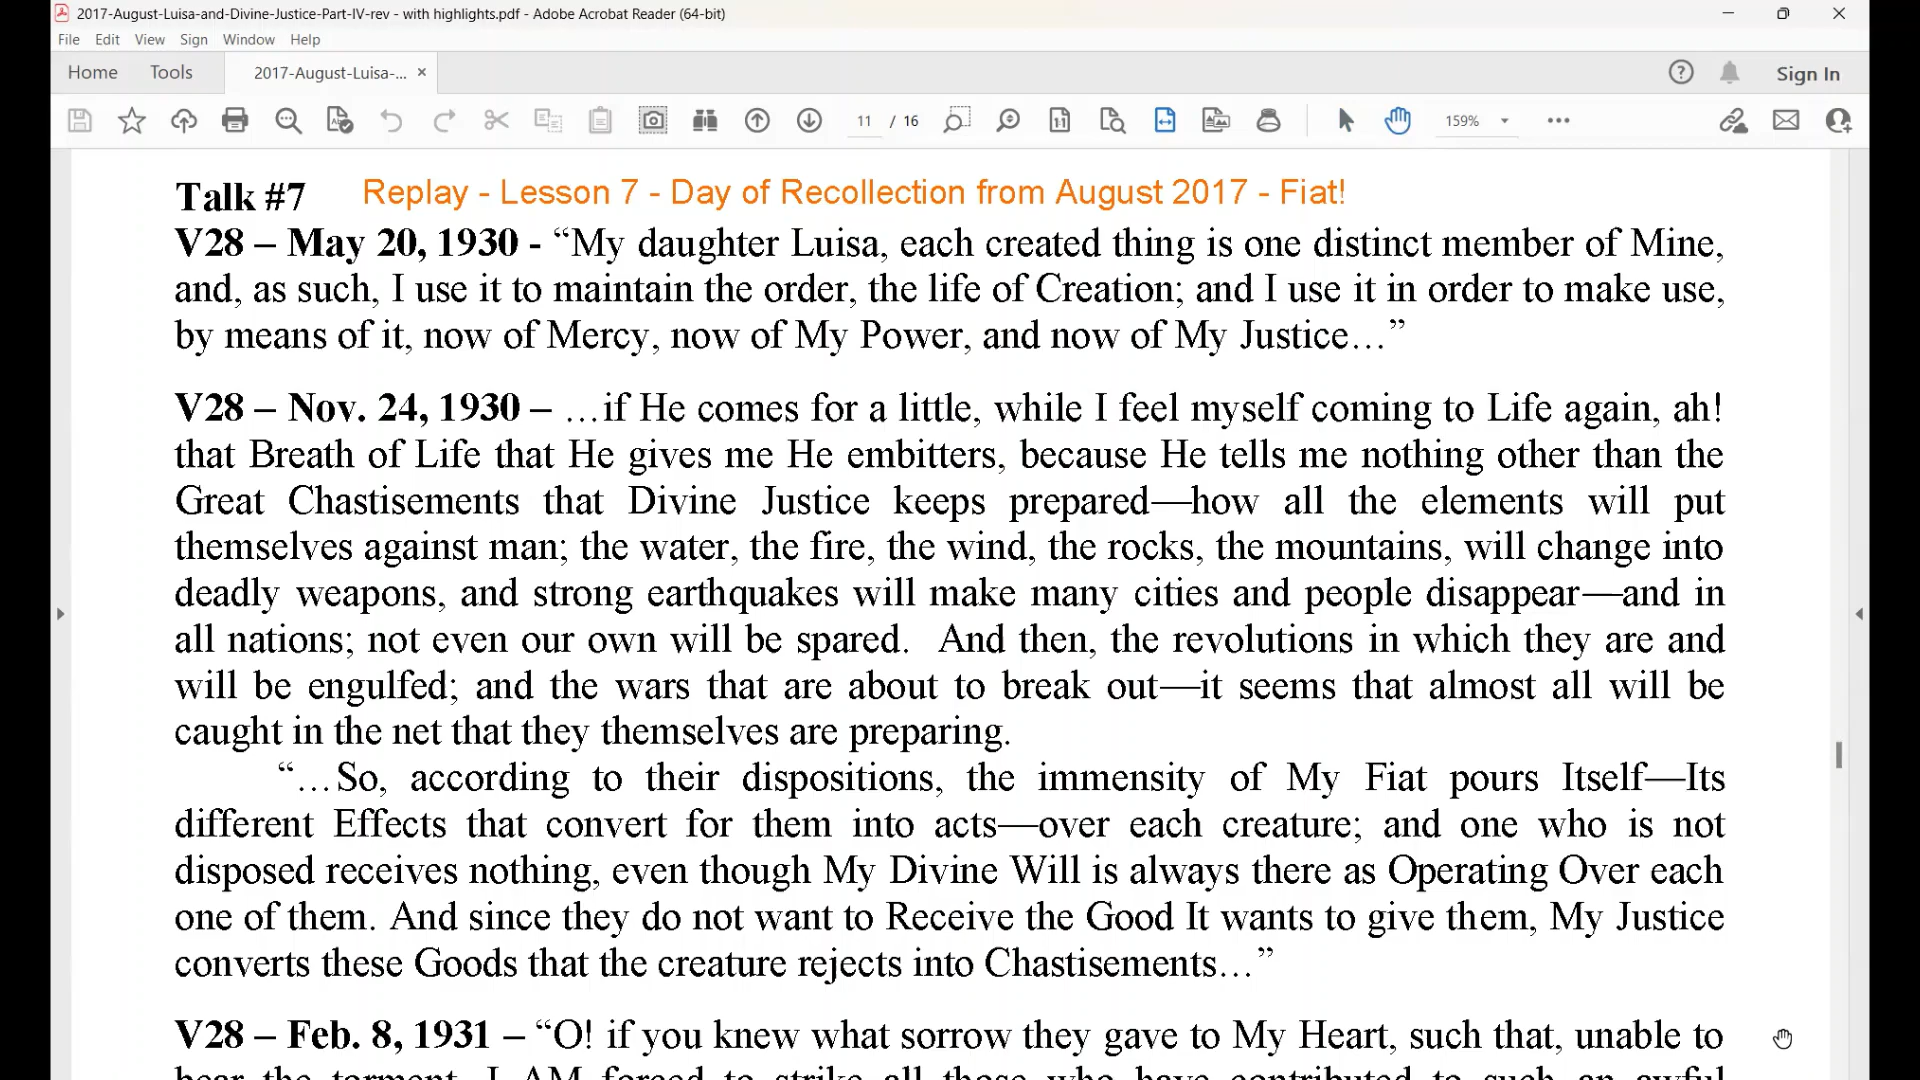 2017-August-Luisa-and-Divine-Justice-Part-IV-rev - with highlights.pdf - Adobe Acrobat Reader (64-bit)
File Edit View Sign Window Help
Home Tools 2017-August-Luisa-... × Sign In
11 / 16 159%
Talk #7 Replay - Lesson 7 - Day of Recollection from August 2017 - Fiat!
V28 – May 20, 1930 - “My daughter Luisa, each created thing is one distinct member of Mine,
and, as such, I use it to maintain the order, the life of Creation; and I use it in order to make use,
by means of it, now of Mercy, now of My Power, and now of My Justice…”
V28 – Nov. 24, 1930 – …if He comes for a little, while I feel myself coming to Life again, ah!
that Breath of Life that He gives me He embitters, because He tells me nothing other than the
Great Chastisements that Divine Justice keeps prepared—how all the elements will put
themselves against man; the water, the fire, the wind, the rocks, the mountains, will change into
deadly weapons, and strong earthquakes will make many cities and people disappear—and in
all nations; not even our own will be spared. And then, the revolutions in which they are and
will be engulfed; and the wars that are about to break out—it seems that almost all will be
caught in the net that they themselves are preparing.
“…So, according to their dispositions, the immensity of My Fiat pours Itself—Its
different Effects that convert for them into acts—over each creature; and one who is not
disposed receives nothing, even though My Divine Will is always there as Operating Over each
one of them. And since they do not want to Receive the Good It wants to give them, My Justice
converts these Goods that the creature rejects into Chastisements…”
V28 – Feb. 8, 1931 – “O! if you knew what sorrow they gave to My Heart, such that, unable to
bear the torment, I AM forced to strike all those who have contributed to such an awful